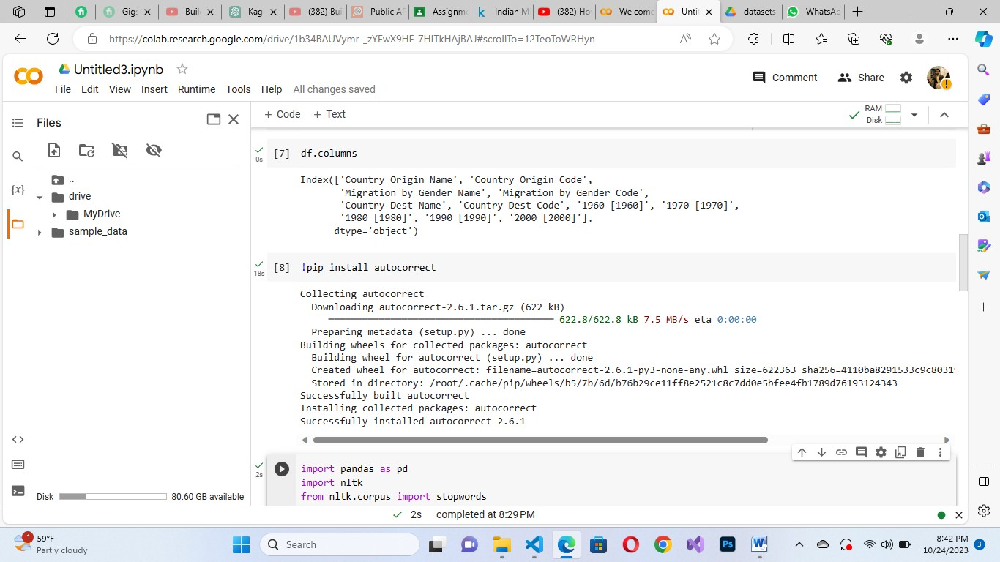 Gigs
Buil
Kag
(382) Bui
Public AP
Assignme
Indian M
(382) Ho
Welcome
Untit
datasets
WhatsAp
https://colab.research.google.com/drive/1b34BAUVymr-_zYFwX9HF-7HITkHAjBAJ#scrollTo=12TeoToWRHyn
Untitled3.ipynb
Comment
Share
File Edit View Insert Runtime Tools Help All changes saved
Files
+ Code + Text
RAM
Disk
{x}
..
drive
MyDrive
sample_data
0s
[7] df.columns
Index(['Country Origin Name', 'Country Origin Code',
'Migration by Gender Name', 'Migration by Gender Code',
'Country Dest Name', 'Country Dest Code', '1960 [1960]', '1970 [1970]',
'1980 [1980]', '1990 [1990]', '2000 [2000]'],
dtype='object')
18s
[8] !pip install autocorrect
Collecting autocorrect
Downloading autocorrect-2.6.1.tar.gz (622 kB)
622.8/622.8 kB 7.5 MB/s eta 0:00:00
Preparing metadata (setup.py) ... done
Building wheels for collected packages: autocorrect
Building wheel for autocorrect (setup.py) ... done
Created wheel for autocorrect: filename=autocorrect-2.6.1-py3-none-any.whl size=622363 sha256=4110ba8291533c9c80319
Stored in directory: /root/.cache/pip/wheels/b5/7b/6d/b76b29ce11ff8e2521c8c7dd0e5bfee4fb1789d76193124343
Successfully built autocorrect
Installing collected packages: autocorrect
Successfully installed autocorrect-2.6.1
2s
import pandas as pd
import nltk
from nltk.corpus import stopwords
Disk 80.60 GB available
2s completed at 8:29 PM
1
59°F
Partly cloudy
Search
8:42 PM
10/24/2023
3